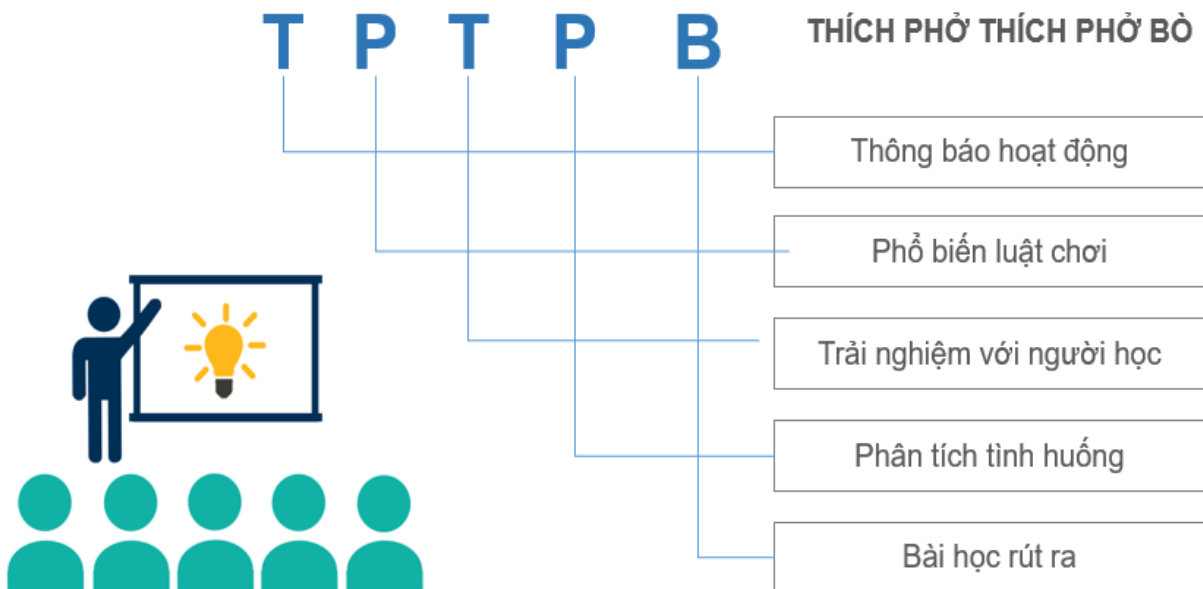 T P T P B
THÍCH PHỞ THÍCH PHỞ BÒ
Thông báo hoạt động
Phổ biến luật chơi
Trải nghiệm với người học
Phân tích tình huống
Bài học rút ra